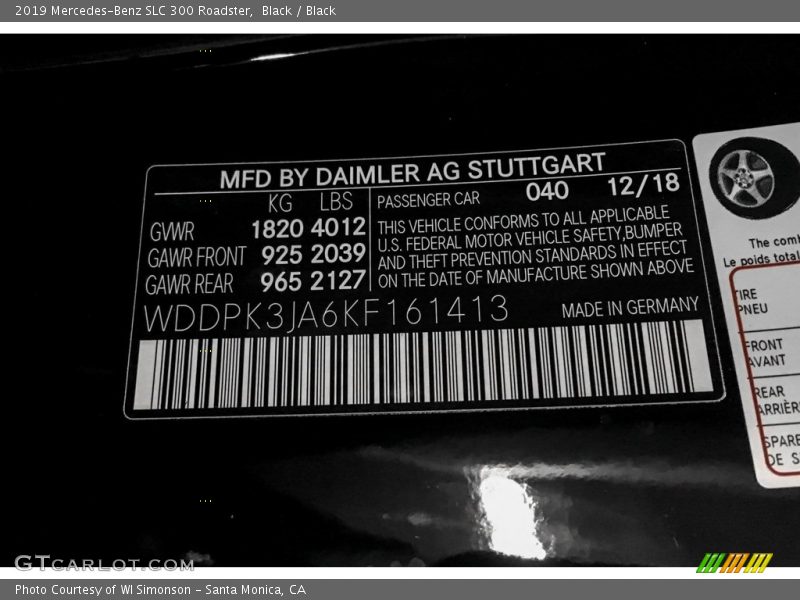 2019 Mercedes-Benz SLC 300 Roadster, Black / Black
MFD BY DAIMLER AG STUTTGART
KG LBS
GVWR 1820 4012
GAWR FRONT 925 2039
GAWR REAR 965 2127
PASSENGER CAR 040 12/18
THIS VEHICLE CONFORMS TO ALL APPLICABLE
U.S. FEDERAL MOTOR VEHICLE SAFETY,BUMPER
AND THEFT PREVENTION STANDARDS IN EFFECT
ON THE DATE OF MANUFACTURE SHOWN ABOVE
WDDPK3JA6KF161413 MADE IN GERMANY
The com
Le poids total
TIRE
PNEU
FRONT
AVANT
REAR
ARRIÈR
SPARE
DE S
GTCARLOT.COM
Photo Courtesy of WI Simonson - Santa Monica, CA